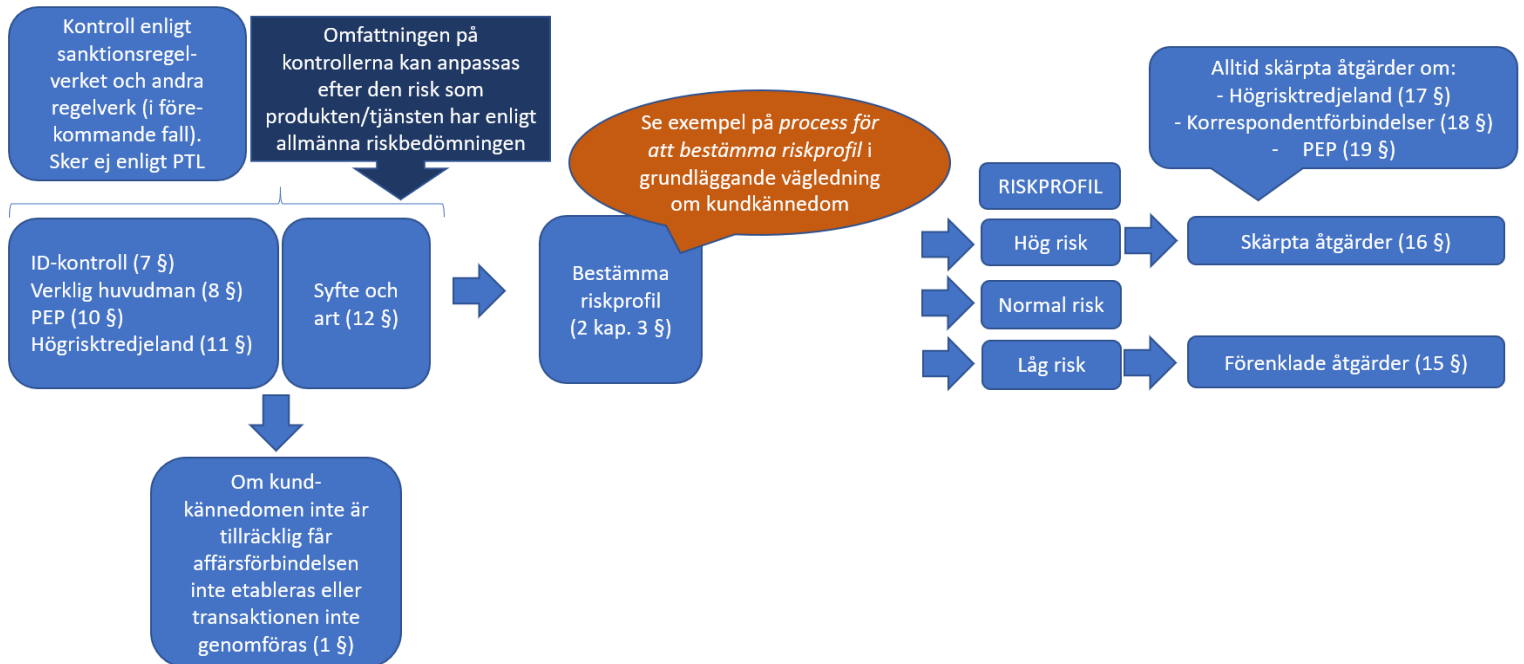 Kontroll enligt
sanktionsregel-
verket och andra
regelverk (i före-
kommande fall).
Sker ej enligt PTL
Omfattningen på
kontrollerna kan anpassas
efter den risk som
produkten/tjänsten har enligt
allmänna riskbedömningen
Se exempel på process för
att bestämma riskprofil i
grundläggande vägledning
om kundkännedom
Alltid skärpta åtgärder om:
- Högrisktredjeland (17 §)
- Korrespondentförbindelser (18 §)
- PEP (19 §)
ID-kontroll (7 §)
Verklig huvudman (8 §)
PEP (10 §)
Högrisktredjeland (11 §)
Syfte och
art (12 §)
Bestämma
riskprofil
(2 kap. 3 §)
RISKPROFIL
Hög risk
Skärpta åtgärder (16 §)
Normal risk
Låg risk
Förenklade åtgärder (15 §)
Om kund-
kännedomen inte är
tillräcklig får
affärsförbindelsen
inte etableras eller
transaktionen inte
genomföras (1 §)